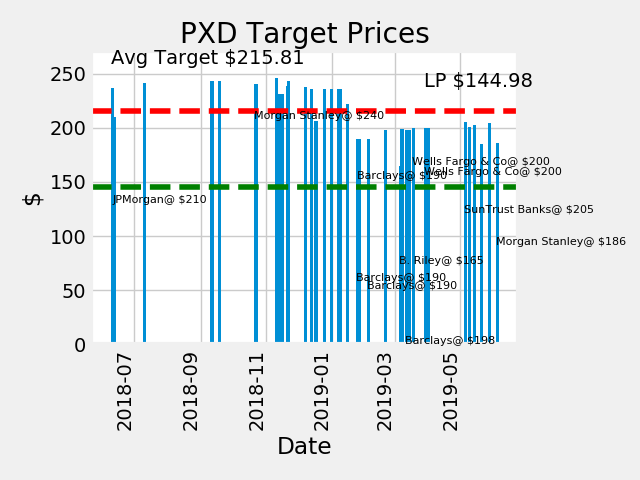 PXD Target Prices
Avg Target $215.81
LP $144.98
250
200
150
100
50
0
$
Morgan Stanley@ $240
Wells Fargo & Co@ $200
Wells Fargo & Co@ $200
Barclays@ $190
JPMorgan@ $210
SunTrust Banks@ $205
Morgan Stanley@ $186
B. Riley@ $165
Barclays@ $190
Barclays@ $190
Barclays@ $198
2018-07
2018-09
2018-11
2019-01
2019-03
2019-05
Date